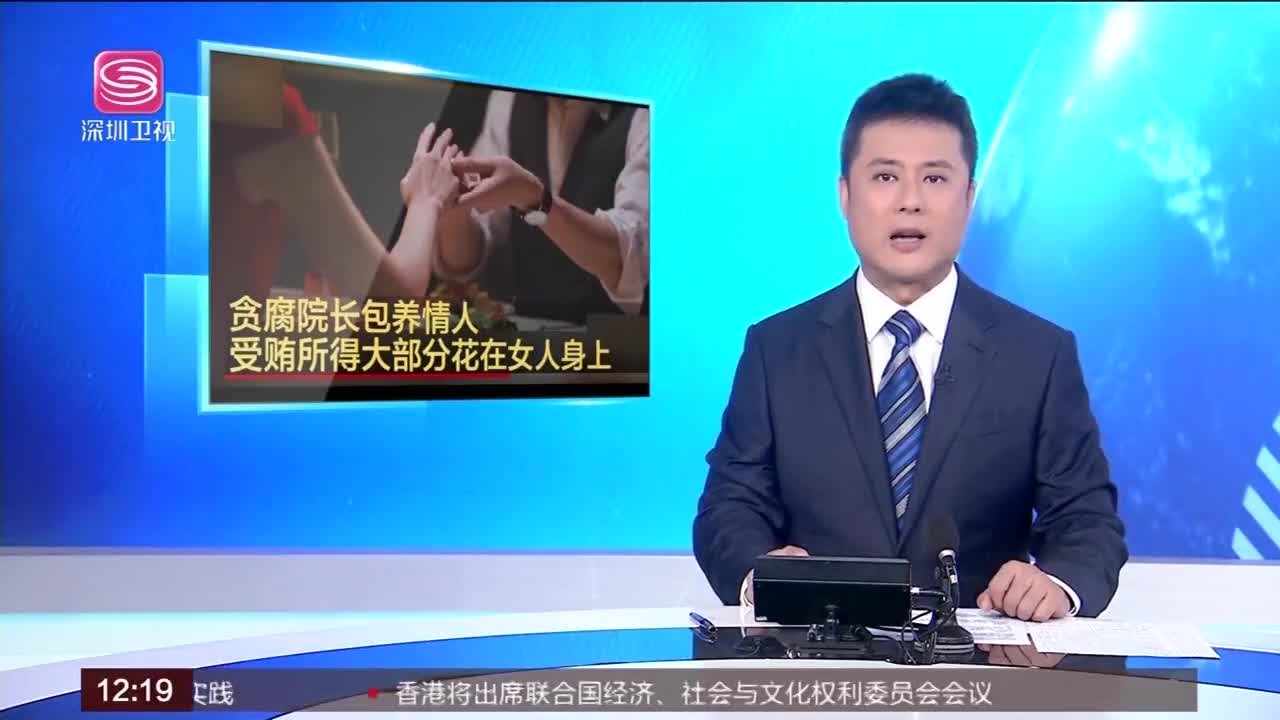 深圳卫视
贪腐院长包养情人
受贿所得大部分花在女人身上
12:19
实践
香港将出席联合国经济、社会与文化权利委员会会议